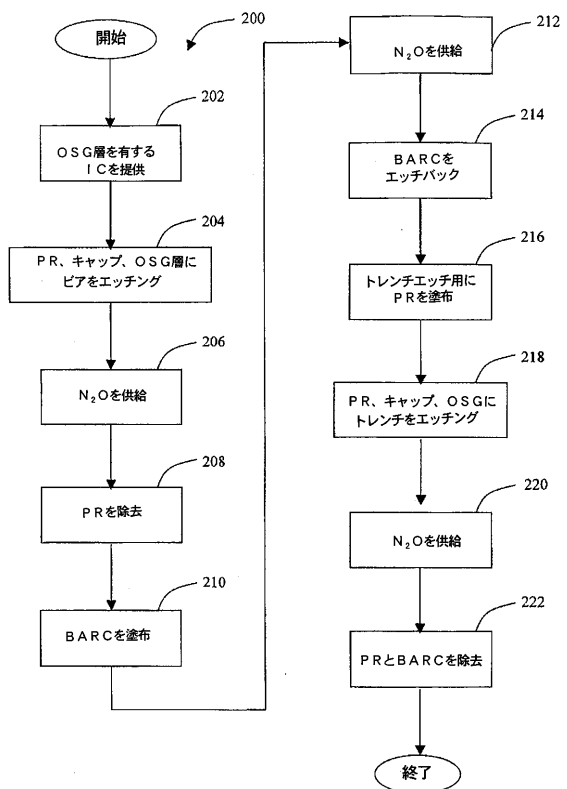 開始
200
202
OSG層を有する
ICを提供
204
PR、キャップ、OSG層に
ビアをエッチング
206
N₂Oを供給
208
PRを除去
210
BARCを塗布
212
N₂Oを供給
214
BARCを
エッチバック
216
トレンチエッチ用に
PRを塗布
218
PR、キャップ、OSGに
トレンチをエッチング
220
N₂Oを供給
222
PRとBARCを除去
終了